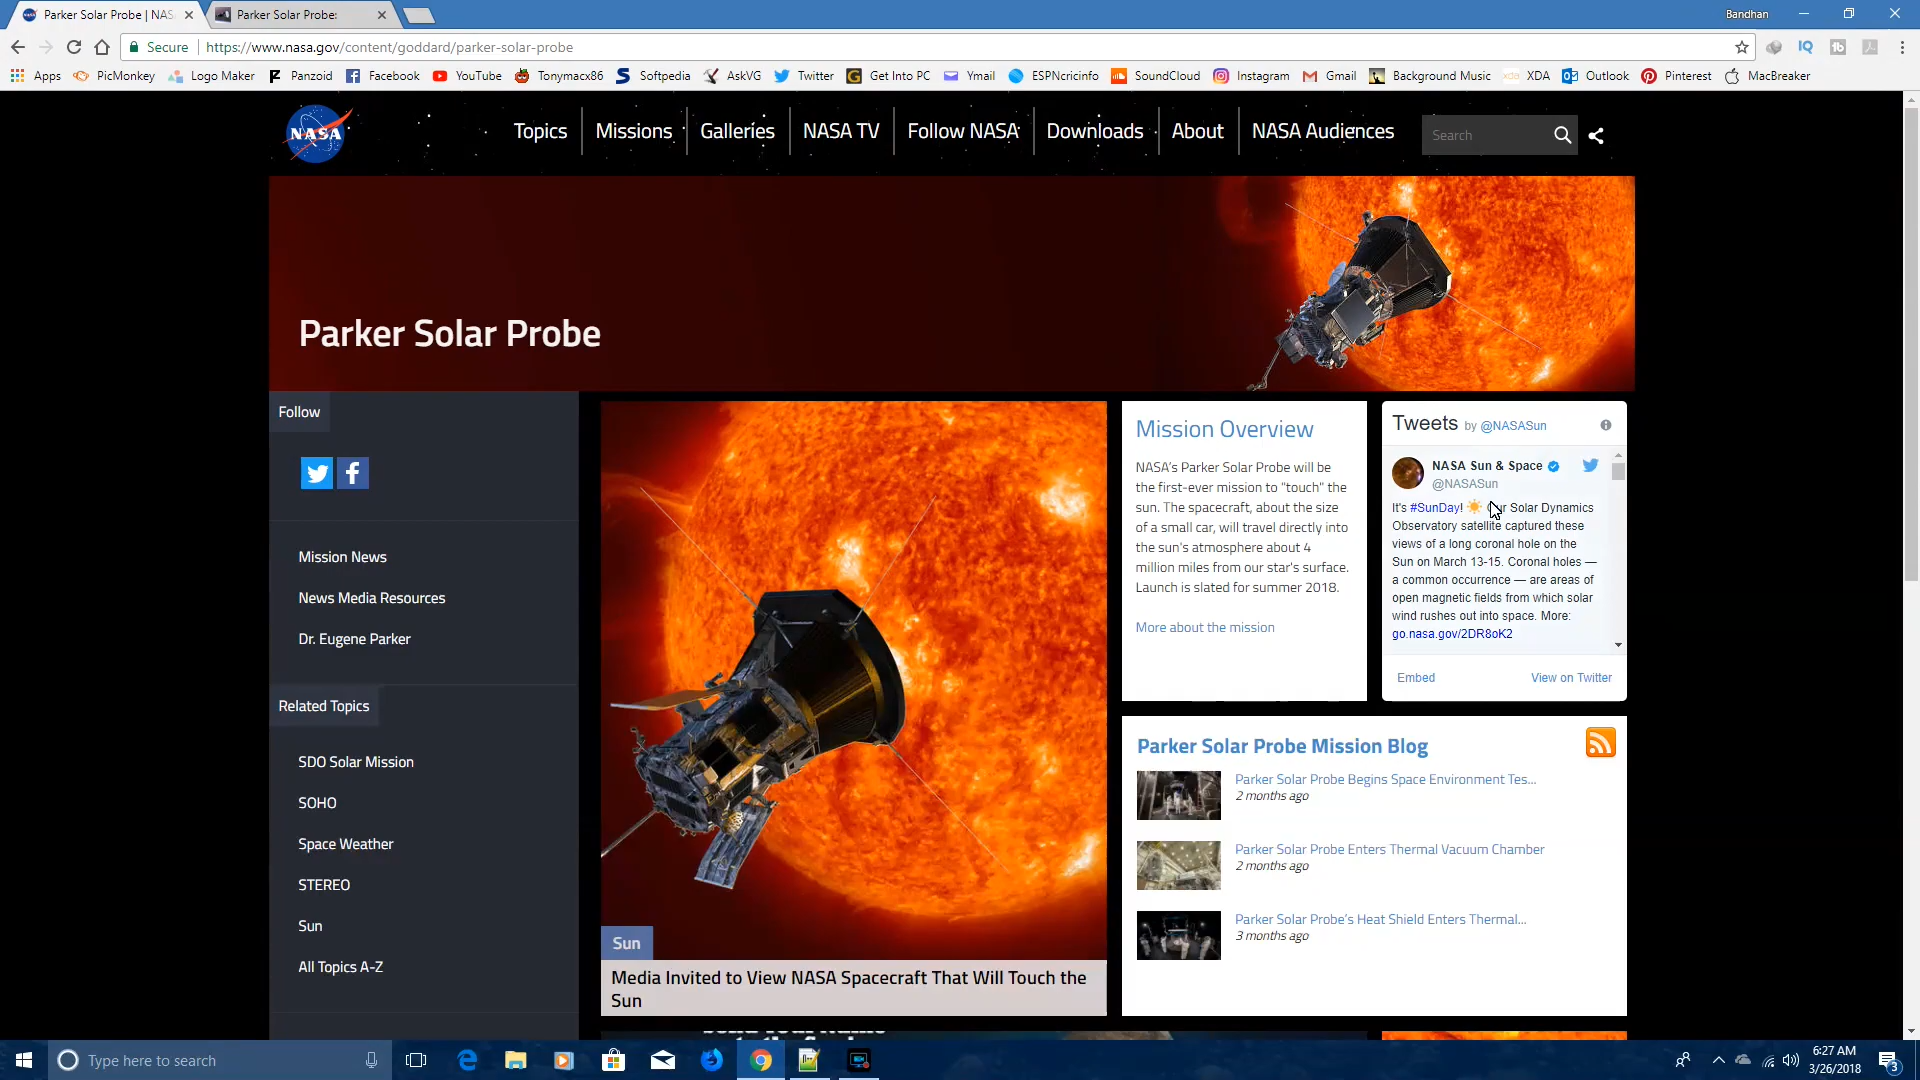 Parker Solar Probe | NAS
Parker Solar Probe:
Bandhan
Secure
https://www.nasa.gov/content/goddard/parker-solar-probe
Apps
PicMonkey
Logo Maker
Panzoid
Facebook
YouTube
Tonymacx86
Softpedia
AskVG
Twitter
Get Into PC
Ymail
ESPNcricinfo
SoundCloud
Instagram
Gmail
Background Music
XDA
Outlook
Pinterest
MacBreaker
NASA
Topics
Missions
Galleries
NASA TV
Follow NASA
Downloads
About
NASA Audiences
Search
Parker Solar Probe
Follow
Mission News
News Media Resources
Dr. Eugene Parker
Related Topics
SDO Solar Mission
SOHO
Space Weather
STEREO
Sun
All Topics A-Z
Sun
Media Invited to View NASA Spacecraft That Will Touch the
Sun
Mission Overview
NASA's Parker Solar Probe will be
the first-ever mission to "touch" the
sun. The spacecraft, about the size
of a small car, will travel directly into
the sun's atmosphere about 4
million miles from our star's surface.
Launch is slated for summer 2018.
More about the mission
Tweets by @NASASun
NASA Sun & Space
@NASASun
It's #SunDay! Our Solar Dynamics
Observatory satellite captured these
views of a long coronal hole on the
Sun on March 13-15. Coronal holes —
a common occurrence — are areas of
open magnetic fields from which solar
wind rushes out into space. More:
go.nasa.gov/2DR8oK2
Embed
View on Twitter
Parker Solar Probe Mission Blog
Parker Solar Probe Begins Space Environment Tes...
2 months ago
Parker Solar Probe Enters Thermal Vacuum Chamber
2 months ago
Parker Solar Probe's Heat Shield Enters Thermal...
3 months ago
Type here to search
6:27 AM
3/26/2018
3